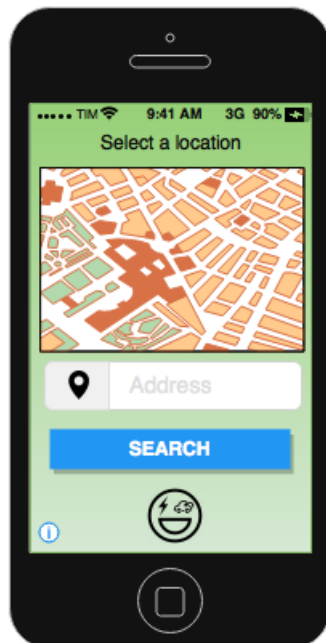 TIM 9:41 AM 3G 90%
Select a location
Address
SEARCH
i